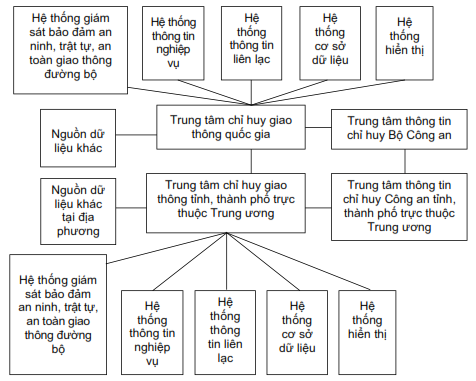 Hệ thống giám
sát bảo đảm an
ninh, trật tự, an
toàn giao thông
đường bộ
Hệ
thống
thông tin
nghiệp
vụ
Hệ
thống
thông tin
liên lạc
Hệ
thống
cơ sở
dữ liệu
Hệ
thống
hiển thị
Nguồn dữ
liệu khác
Trung tâm chỉ huy giao
thông quốc gia
Trung tâm thông tin
chỉ huy Bộ Công an
Nguồn dữ
liệu khác
tại địa
phương
Trung tâm chỉ huy giao
thông tỉnh, thành phố trực
thuộc Trung ương
Trung tâm thông tin
chỉ huy Công an tỉnh,
thành phố trực thuộc
Trung ương
Hệ thống giám
sát bảo đảm
an ninh, trật tự,
an toàn giao
thông đường
bộ
Hệ
thống
thông tin
nghiệp
vụ
Hệ
thống
thông
tin liên
lạc
Hệ
thống
cơ sở
dữ liệu
Hệ
thống
hiển thị